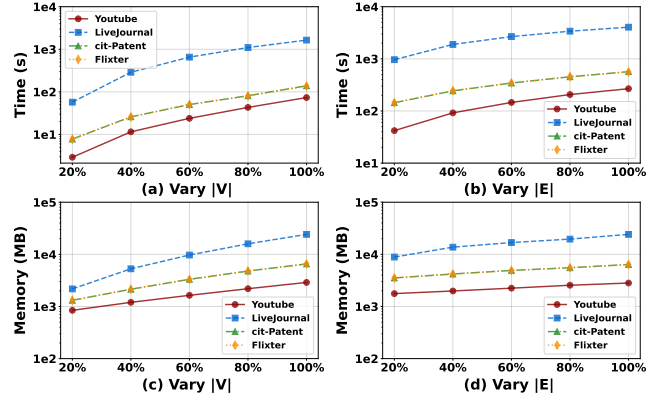 1e4
1e3
1e2
1e1
Time (s)
Youtube
LiveJournal
cit-Patent
Flixter
20% 40% 60% 80% 100%
(a) Vary |V|
1e4
1e3
1e2
1e1
Time (s)
Youtube
LiveJournal
cit-Patent
Flixter
20% 40% 60% 80% 100%
(b) Vary |E|
1e5
1e4
1e3
1e2
Memory (MB)
Youtube
LiveJournal
cit-Patent
Flixter
20% 40% 60% 80% 100%
(c) Vary |V|
1e5
1e4
1e3
1e2
Memory (MB)
Youtube
LiveJournal
cit-Patent
Flixter
20% 40% 60% 80% 100%
(d) Vary |E|